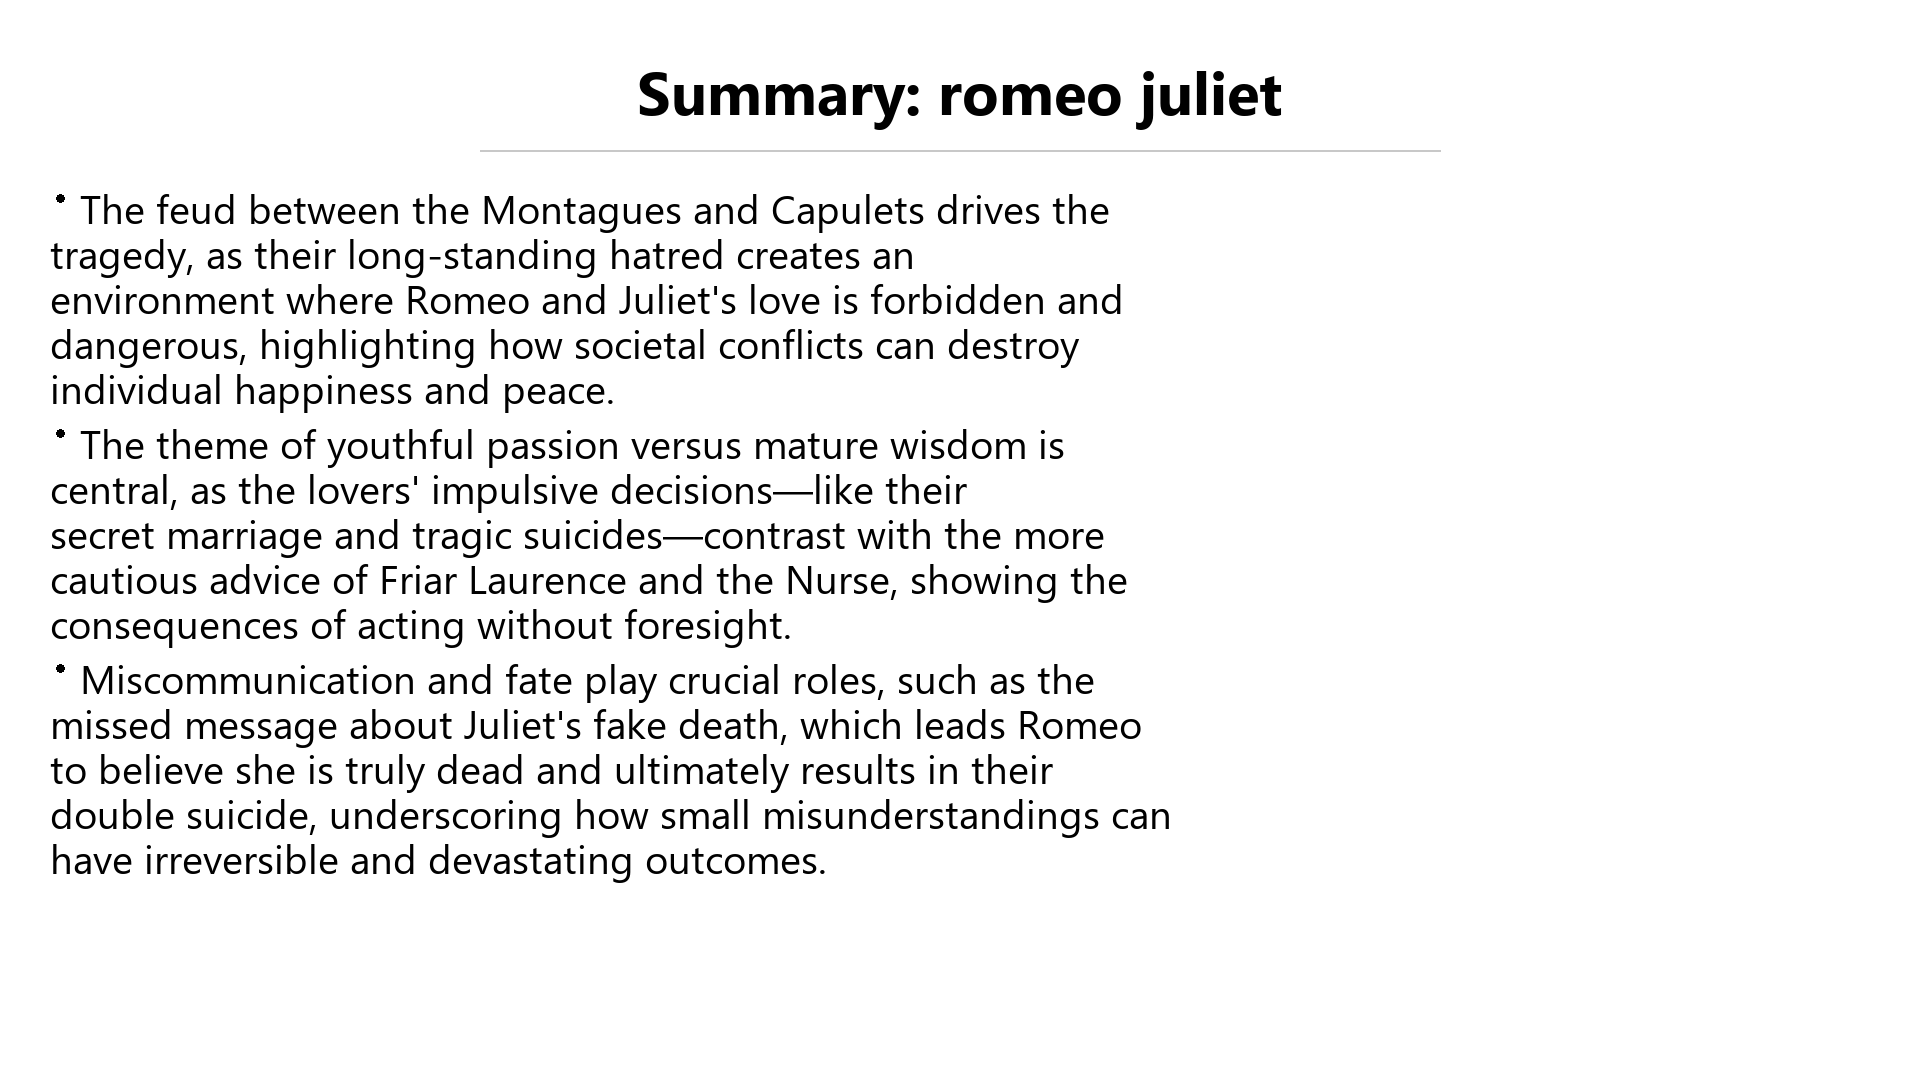 Summary: romeo juliet
• The feud between the Montagues and Capulets drives the
tragedy, as their long-standing hatred creates an
environment where Romeo and Juliet's love is forbidden and
dangerous, highlighting how societal conflicts can destroy
individual happiness and peace.
• The theme of youthful passion versus mature wisdom is
central, as the lovers' impulsive decisions—like their
secret marriage and tragic suicides—contrast with the more
cautious advice of Friar Laurence and the Nurse, showing the
consequences of acting without foresight.
• Miscommunication and fate play crucial roles, such as the
missed message about Juliet's fake death, which leads Romeo
to believe she is truly dead and ultimately results in their
double suicide, underscoring how small misunderstandings can
have irreversible and devastating outcomes.